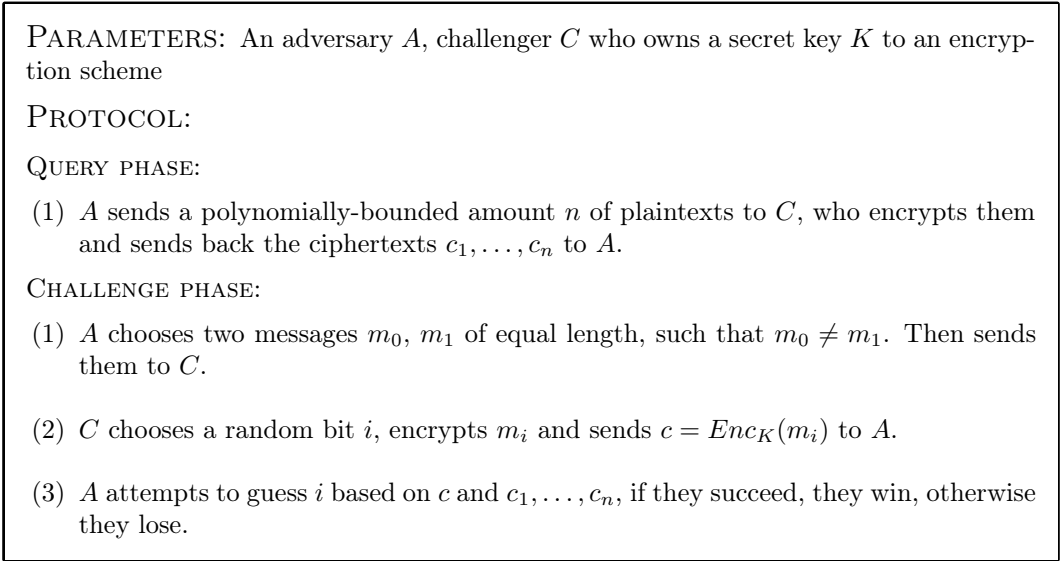 PARAMETERS: An adversary A, challenger C who owns a secret key K to an encryp-
tion scheme
PROTOCOL:
QUERY PHASE:
(1) A sends a polynomially-bounded amount n of plaintexts to C, who encrypts them
and sends back the ciphertexts c₁, . . . , cₙ to A.
CHALLENGE PHASE:
(1) A chooses two messages m₀, m₁ of equal length, such that m₀ ≠ m₁. Then sends
them to C.
(2) C chooses a random bit i, encrypts mᵢ and sends c = Enc_K(mᵢ) to A.
(3) A attempts to guess i based on c and c₁, . . . , cₙ, if they succeed, they win, otherwise
they lose.